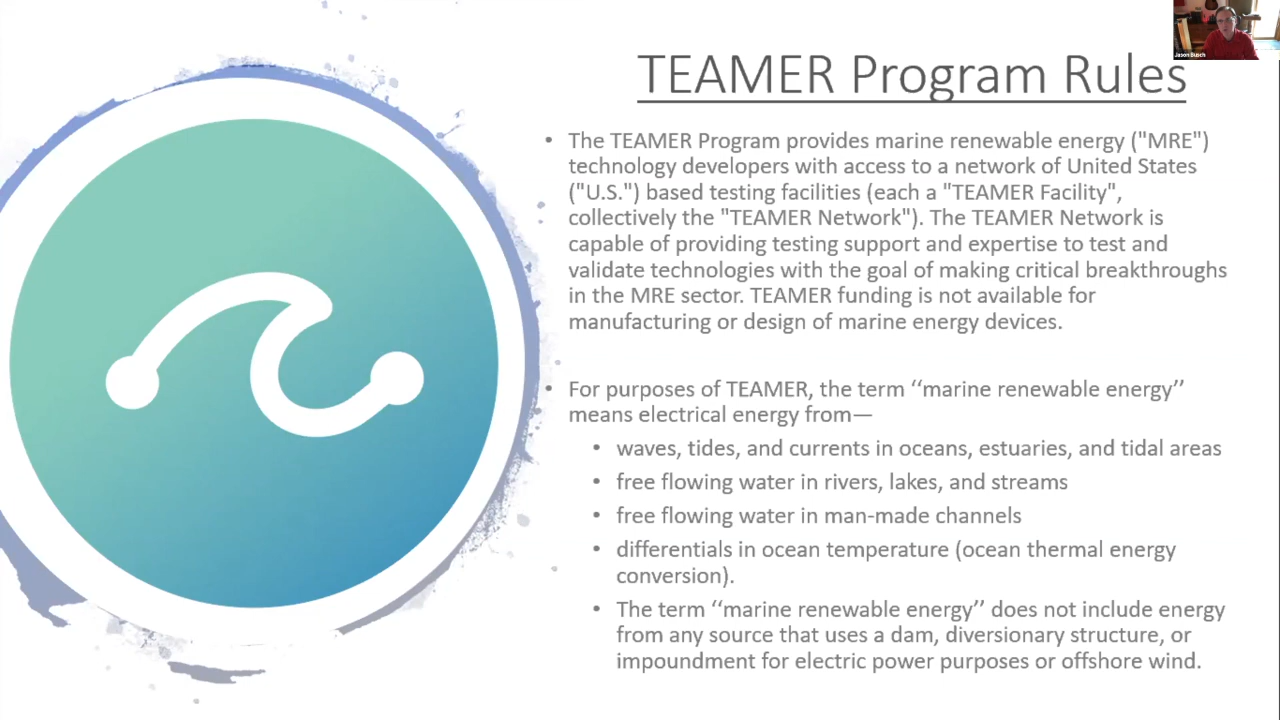 TEAMER Program Rules
Jason Busch
• The TEAMER Program provides marine renewable energy ("MRE")
technology developers with access to a network of United States
("U.S.") based testing facilities (each a "TEAMER Facility",
collectively the "TEAMER Network"). The TEAMER Network is
capable of providing testing support and expertise to test and
validate technologies with the goal of making critical breakthroughs
in the MRE sector. TEAMER funding is not available for
manufacturing or design of marine energy devices.
• For purposes of TEAMER, the term ‘‘marine renewable energy’’
means electrical energy from—
• waves, tides, and currents in oceans, estuaries, and tidal areas
• free flowing water in rivers, lakes, and streams
• free flowing water in man-made channels
• differentials in ocean temperature (ocean thermal energy
conversion).
• The term ‘‘marine renewable energy’’ does not include energy
from any source that uses a dam, diversionary structure, or
impoundment for electric power purposes or offshore wind.